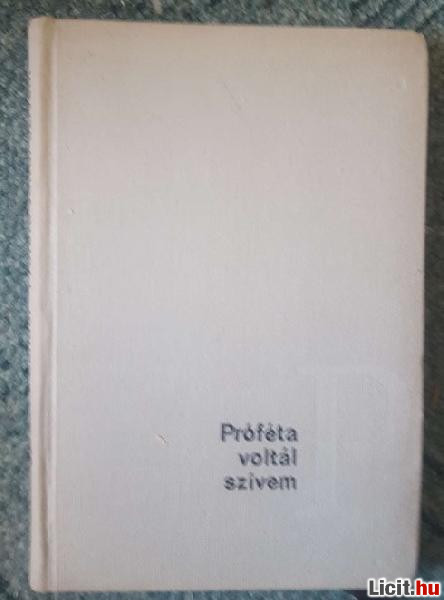 Próféta
voltál
szívem
P
Licit.hu